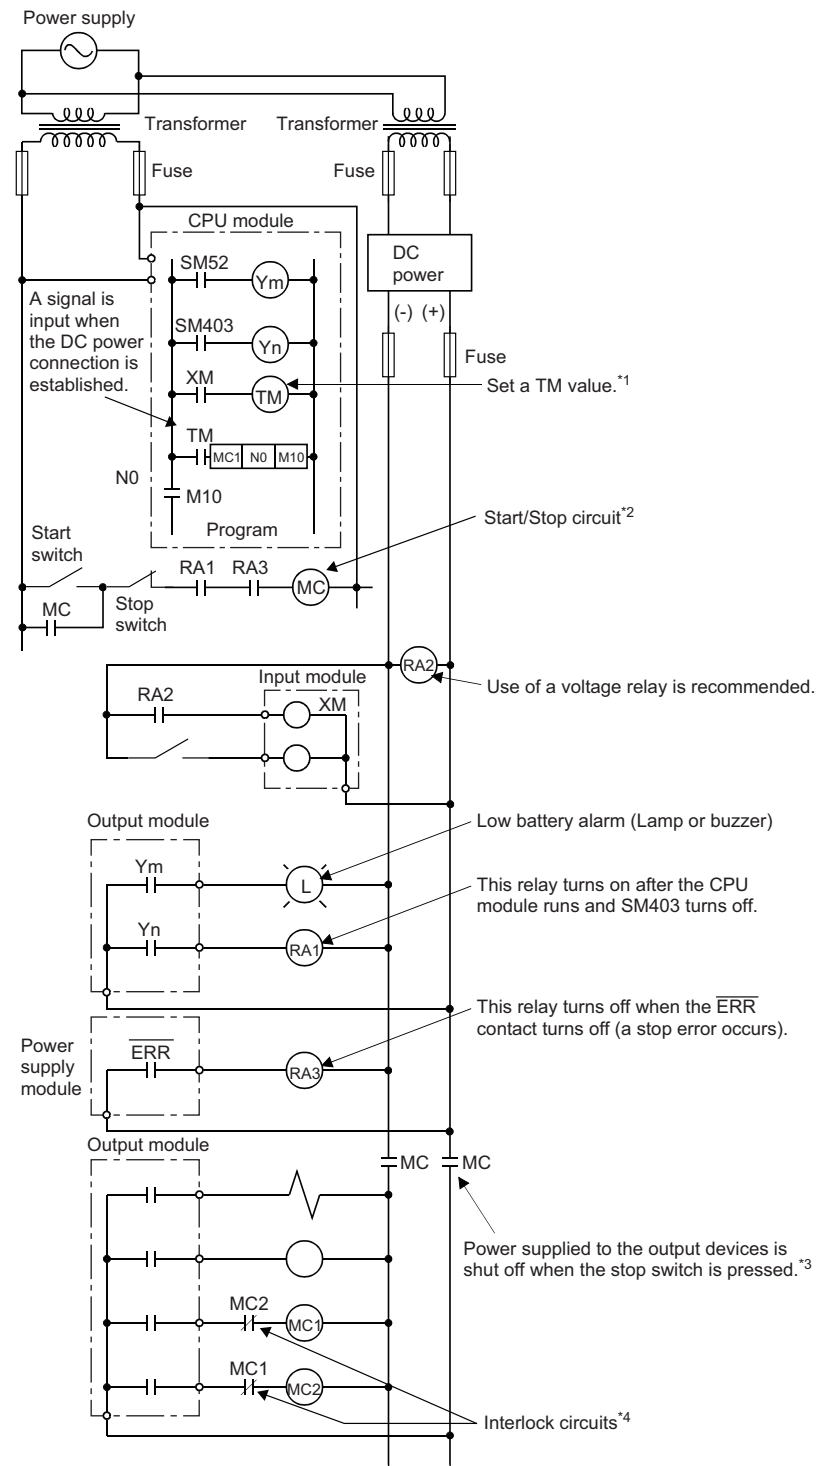 Power supply
Transformer
Transformer
Fuse
Fuse
CPU module
DC
power
(-) (+)
SM52
Ym
A signal is
input when
the DC power
connection is
established.
SM403
Yn
Fuse
XM
TM
Set a TM value.*1
TM
MC1 N0 M10
N0
M10
Program
Start/Stop circuit*2
Start
switch
RA1 RA3
MC
Stop
switch
MC
RA2
Use of a voltage relay is recommended.
Input module
RA2
XM
Output module
Low battery alarm (Lamp or buzzer)
Ym
L
This relay turns on after the CPU
module runs and SM403 turns off.
Yn
RA1
This relay turns off when the ERR
contact turns off (a stop error occurs).
Power
supply
module
ERR
RA3
Output module
MC MC
Power supplied to the output devices is
shut off when the stop switch is pressed.*3
MC2
MC1
MC1
MC2
Interlock circuits*4